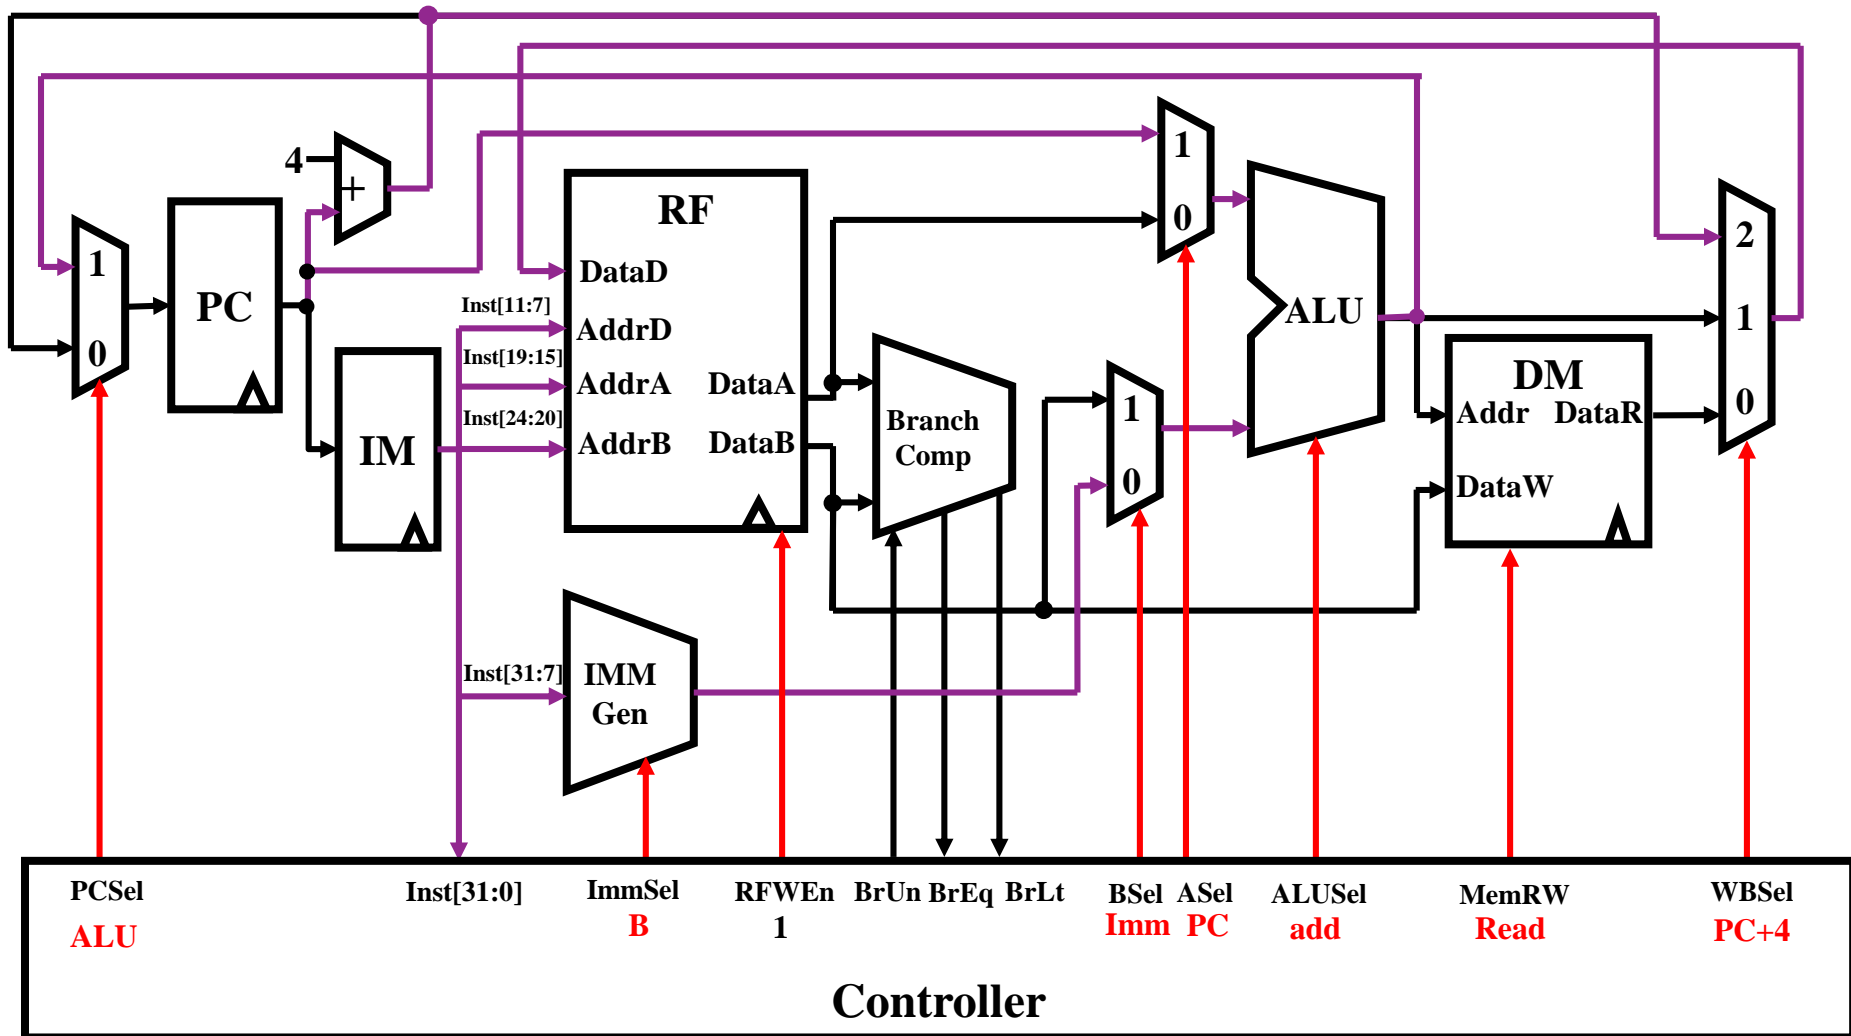 4
+
1
0
PC
IM
RF
DataD
Inst[11:7]
AddrD
Inst[19:15]
AddrA
DataA
Inst[24:20]
AddrB
DataB
Branch
Comp
1
0
1
0
ALU
DM
Addr DataR
DataW
2
1
0
Inst[31:7]
IMM
Gen
PCSel Inst[31:0] ImmSel RFWEn BrUn BrEq BrLt BSel ASel ALUSel MemRW WBSel
ALU B 1 Imm PC add Read PC+4
Controller